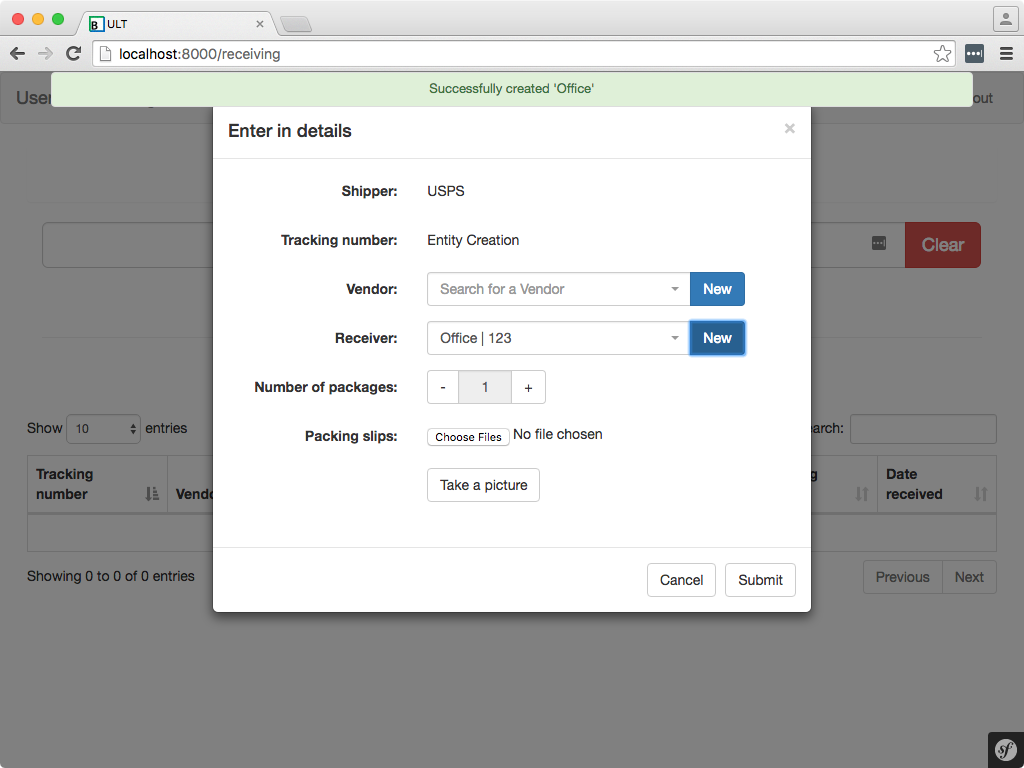 B ULT
localhost:8000/receiving
Successfully created 'Office'
User
out
Enter in details
×
Shipper: USPS
Tracking number: Entity Creation
Clear
Vendor: Search for a Vendor New
Receiver: Office | 123 New
Number of packages: - 1 +
Packing slips: Choose Files No file chosen
Take a picture
Show 10 entries
arch:
Tracking
number
Vend
g
Date
received
Showing 0 to 0 of 0 entries
Previous Next
Cancel Submit
sf